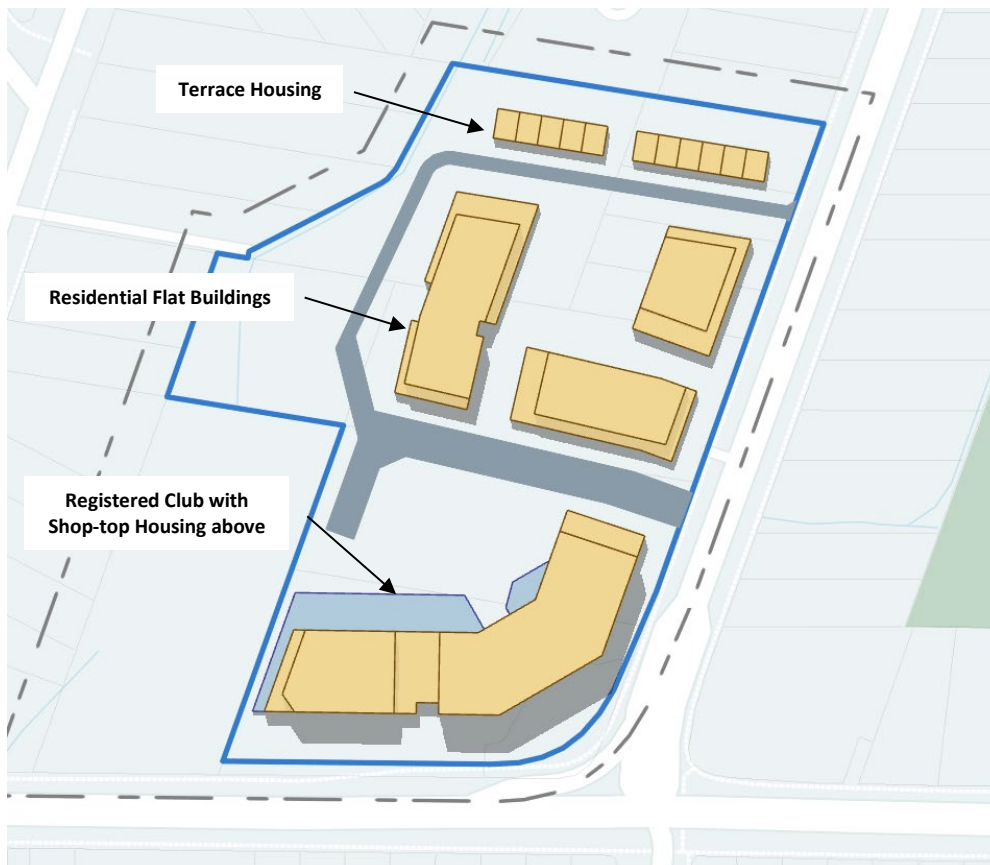 Terrace Housing
Residential Flat Buildings
Registered Club with
Shop-top Housing above